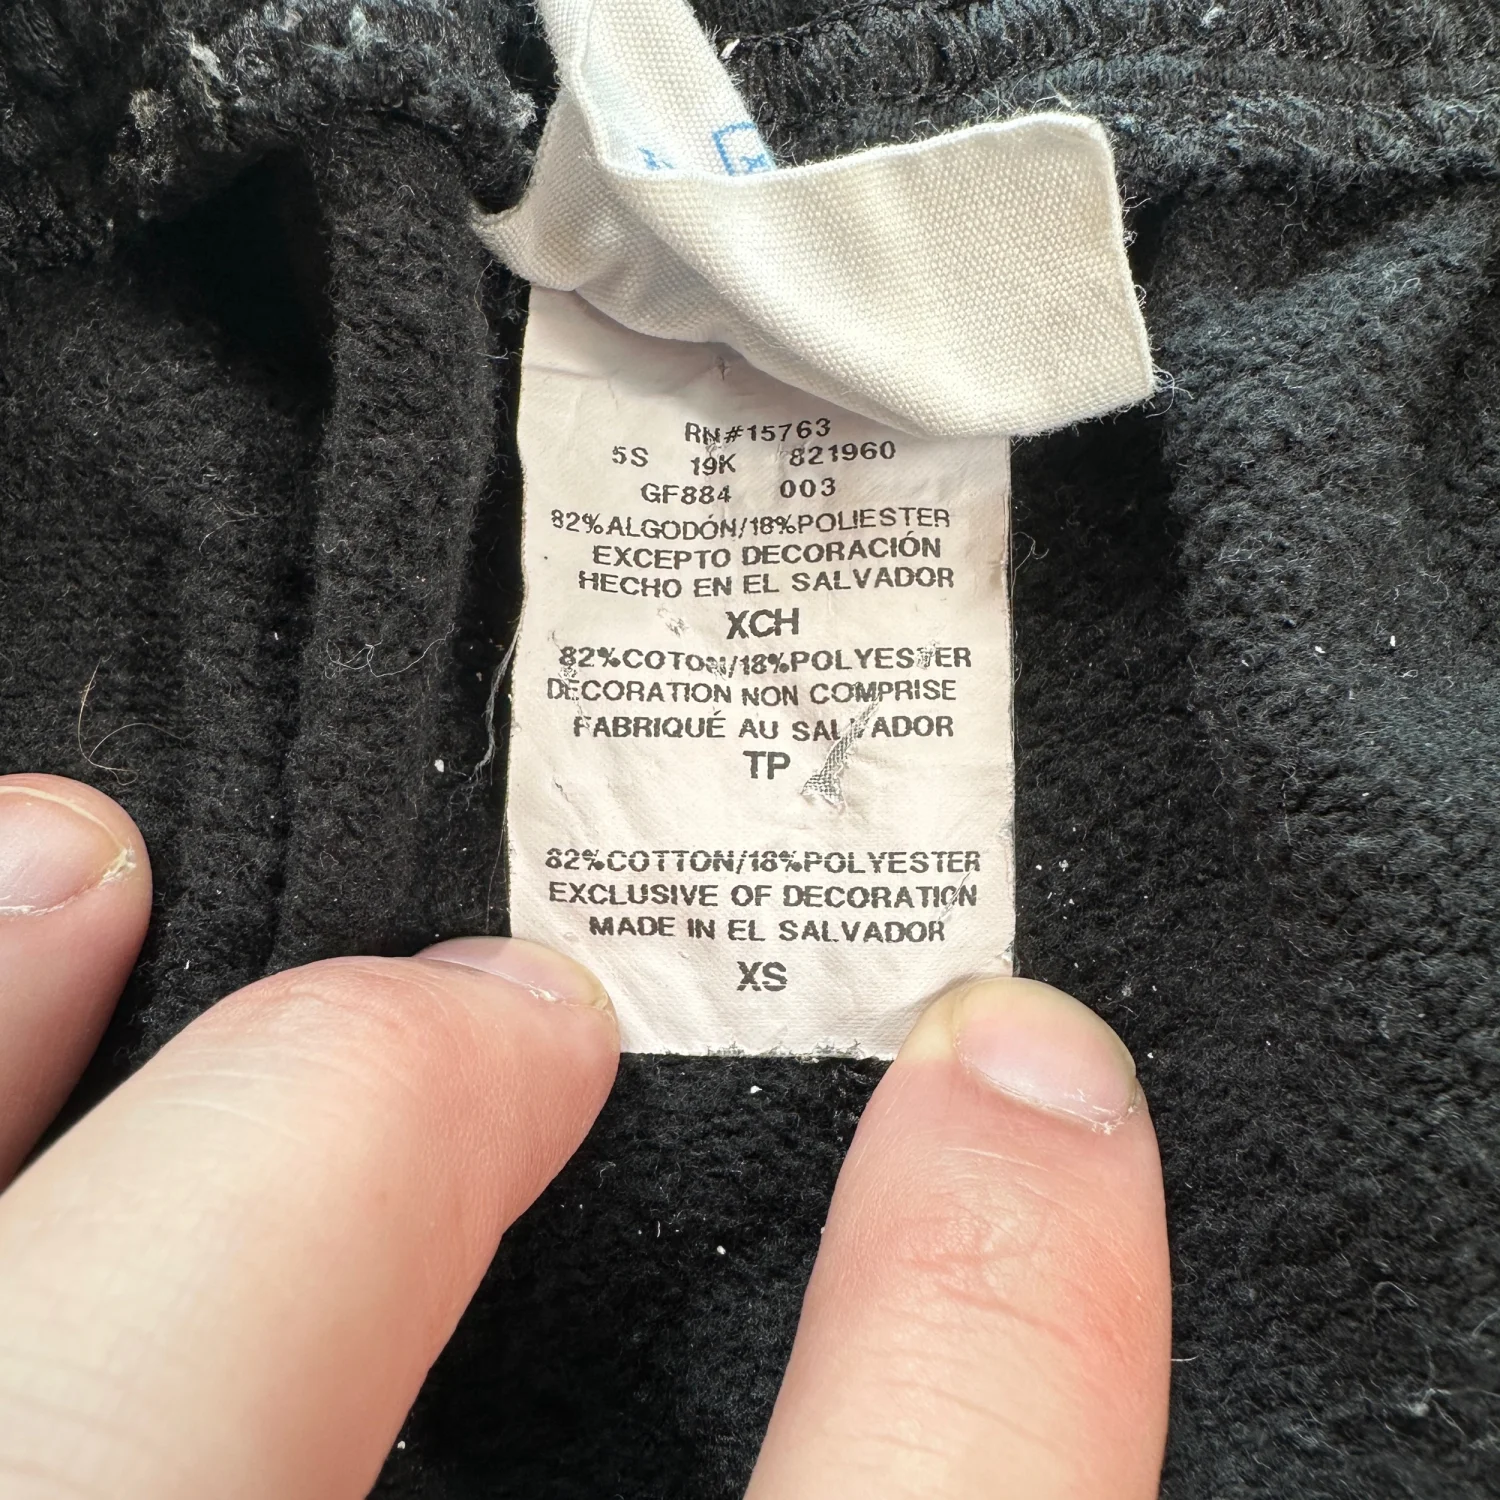 RN#15763
5S 19K 821960
GF884 003
82%ALGODÓN/18%POLIESTER
EXCEPTO DECORACIÓN
HECHO EN EL SALVADOR
XCH
82%COTON/18%POLYESTER
DECORATION NON COMPRISE
FABRIQUÉ AU SALVADOR
TP
82%COTTON/18%POLYESTER
EXCLUSIVE OF DECORATION
MADE IN EL SALVADOR
XS